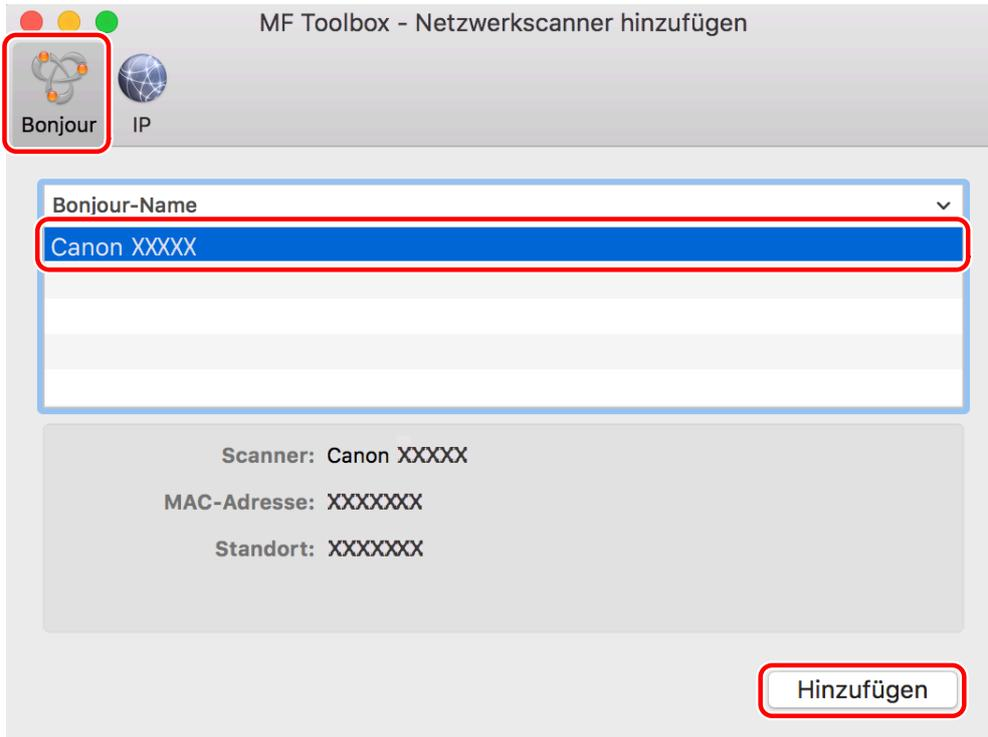 MF Toolbox - Netzwerkscanner hinzufügen
Bonjour IP
Bonjour-Name
Canon XXXXX
Scanner: Canon XXXXX
MAC-Adresse: XXXXXXX
Standort: XXXXXXX
Hinzufügen